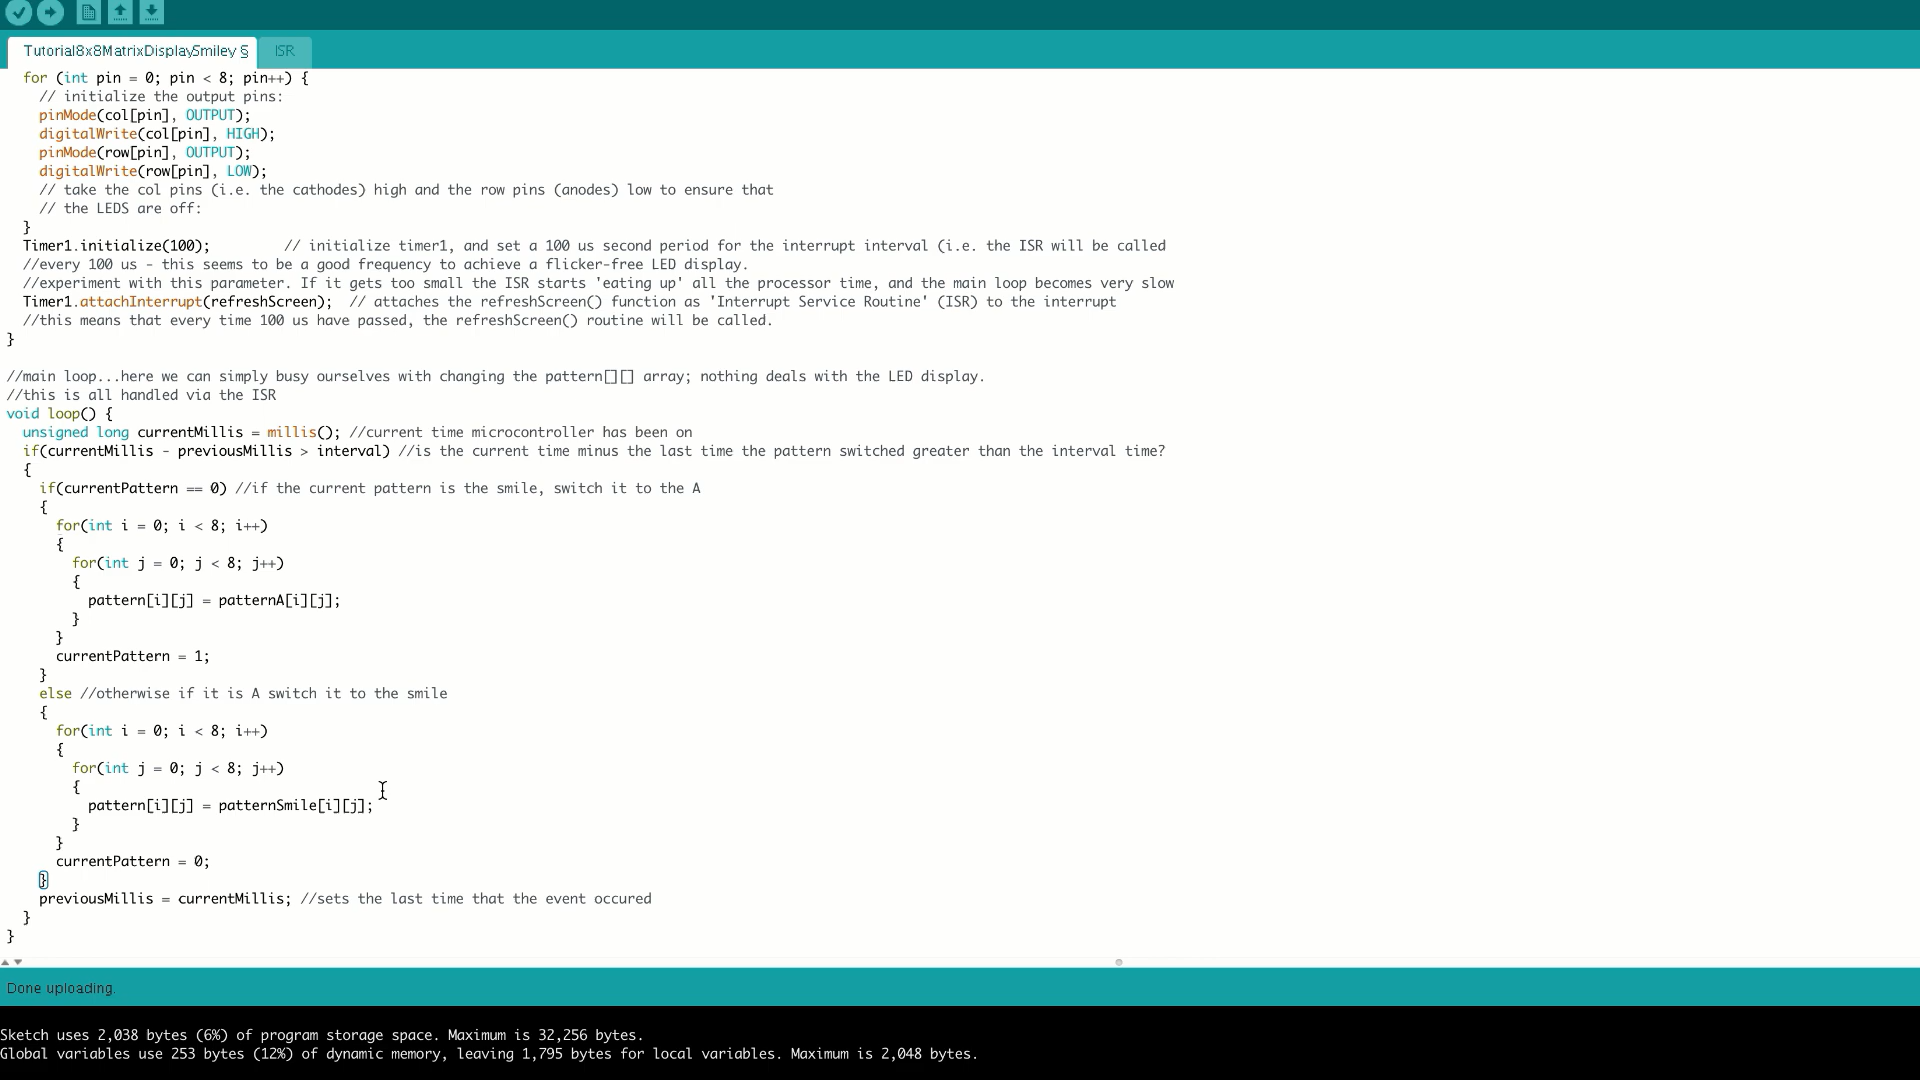 Tutorial8x8MatrixDisplaySmiley §
ISR
for (int pin = 0; pin < 8; pin++) {
// initialize the output pins:
pinMode(col[pin], OUTPUT);
digitalWrite(col[pin], HIGH);
pinMode(row[pin], OUTPUT);
digitalWrite(row[pin], LOW);
// take the col pins (i.e. the cathodes) high and the row pins (anodes) low to ensure that
// the LEDS are off:
}
Timer1.initialize(100); // initialize timer1, and set a 100 us second period for the interrupt interval (i.e. the ISR will be called
//every 100 us - this seems to be a good frequency to achieve a flicker-free LED display.
//experiment with this parameter. If it gets too small the ISR starts 'eating up' all the processor time, and the main loop becomes very slow
Timer1.attachInterrupt(refreshScreen); // attaches the refreshScreen() function as 'Interrupt Service Routine' (ISR) to the interrupt
//this means that every time 100 us have passed, the refreshScreen() routine will be called.
}
//main loop...here we can simply busy ourselves with changing the pattern[][] array; nothing deals with the LED display.
//this is all handled via the ISR
void loop() {
unsigned long currentMillis = millis(); //current time microcontroller has been on
if(currentMillis - previousMillis > interval) //is the current time minus the last time the pattern switched greater than the interval time?
{
if(currentPattern == 0) //if the current pattern is the smile, switch it to the A
{
for(int i = 0; i < 8; i++)
{
for(int j = 0; j < 8; j++)
{
pattern[i][j] = patternA[i][j];
}
}
currentPattern = 1;
}
else //otherwise if it is A switch it to the smile
{
for(int i = 0; i < 8; i++)
{
for(int j = 0; j < 8; j++)
{
pattern[i][j] = patternSmile[i][j];
}
}
currentPattern = 0;
}
previousMillis = currentMillis; //sets the last time that the event occured
}
}
Done uploading.
Sketch uses 2,038 bytes (6%) of program storage space. Maximum is 32,256 bytes.
Global variables use 253 bytes (12%) of dynamic memory, leaving 1,795 bytes for local variables. Maximum is 2,048 bytes.